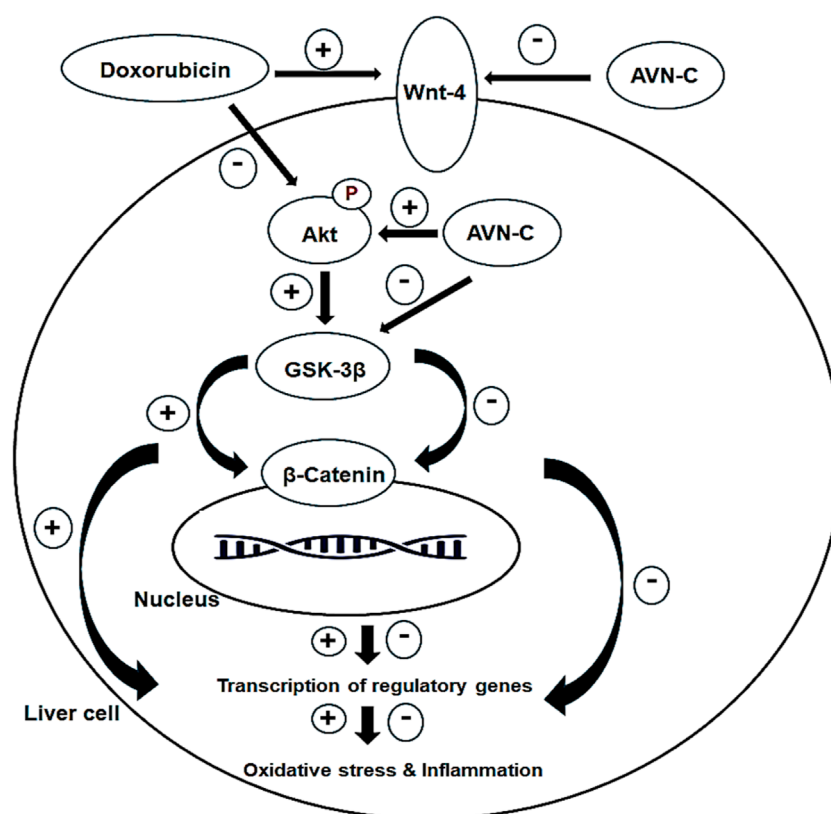 +
-
Doxorubicin
Wnt-4
AVN-C
-
P
+
Akt
AVN-C
+
-
GSK-3β
+
-
β-Catenin
+
-
Nucleus
+
-
Transcription of regulatory genes
Liver cell
+
-
Oxidative stress & Inflammation